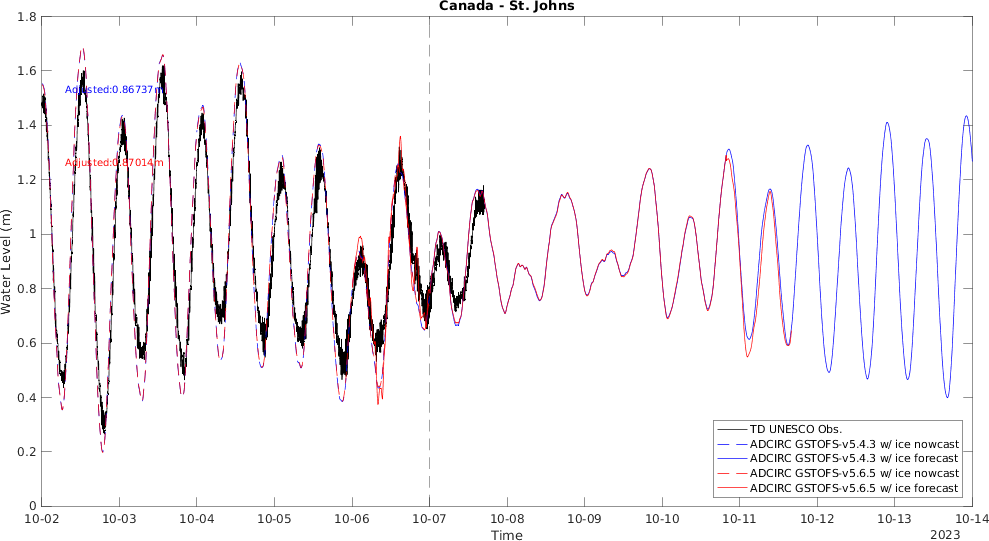 Canada - St. Johns
1.8
1.6
1.4
1.2
1
0.8
0.6
0.4
0.2
0
Water Level (m)
Adjusted:0.86737m
Adjusted:0.87014m
TD UNESCO Obs.
ADCIRC GSTOFS-v5.4.3 w/ ice nowcast
ADCIRC GSTOFS-v5.4.3 w/ ice forecast
ADCIRC GSTOFS-v5.6.5 w/ ice nowcast
ADCIRC GSTOFS-v5.6.5 w/ ice forecast
10-02 10-03 10-04 10-05 10-06 10-07 10-08 10-09 10-10 10-11 10-12 10-13 10-14
Time
2023